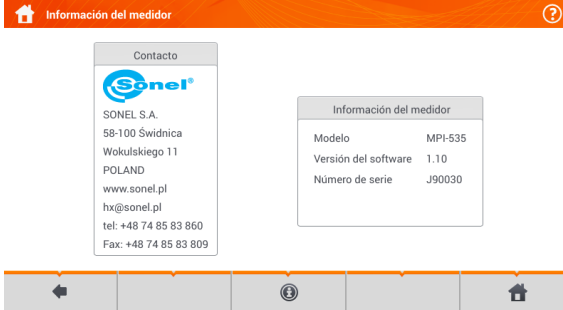 Información del medidor
Contacto
Sonel®
SONEL S.A.
58-100 Świdnica
Wokulskiego 11
POLAND
www.sonel.pl
hx@sonel.pl
tel: +48 74 85 83 860
Fax: +48 74 85 83 809
Información del medidor
Modelo MPI-535
Versión del software 1.10
Número de serie J90030